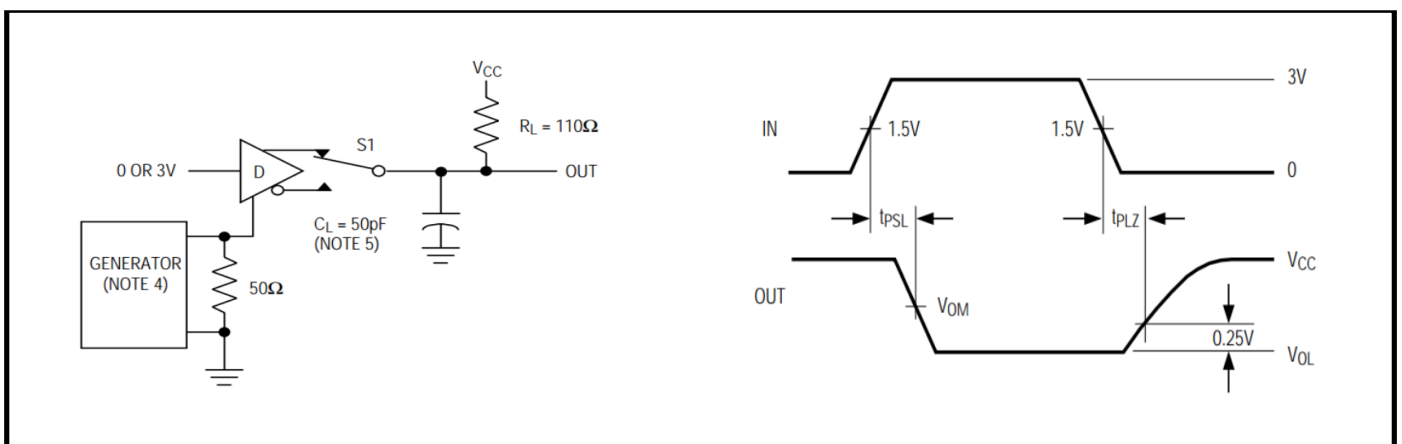 VCC
RL = 110Ω
S1
0 OR 3V
D
OUT
CL = 50pF
(NOTE 5)
GENERATOR
(NOTE 4)
50Ω
3V
IN
1.5V
1.5V
0
tPSL
tPLZ
VCC
OUT
VOM
0.25V
VOL